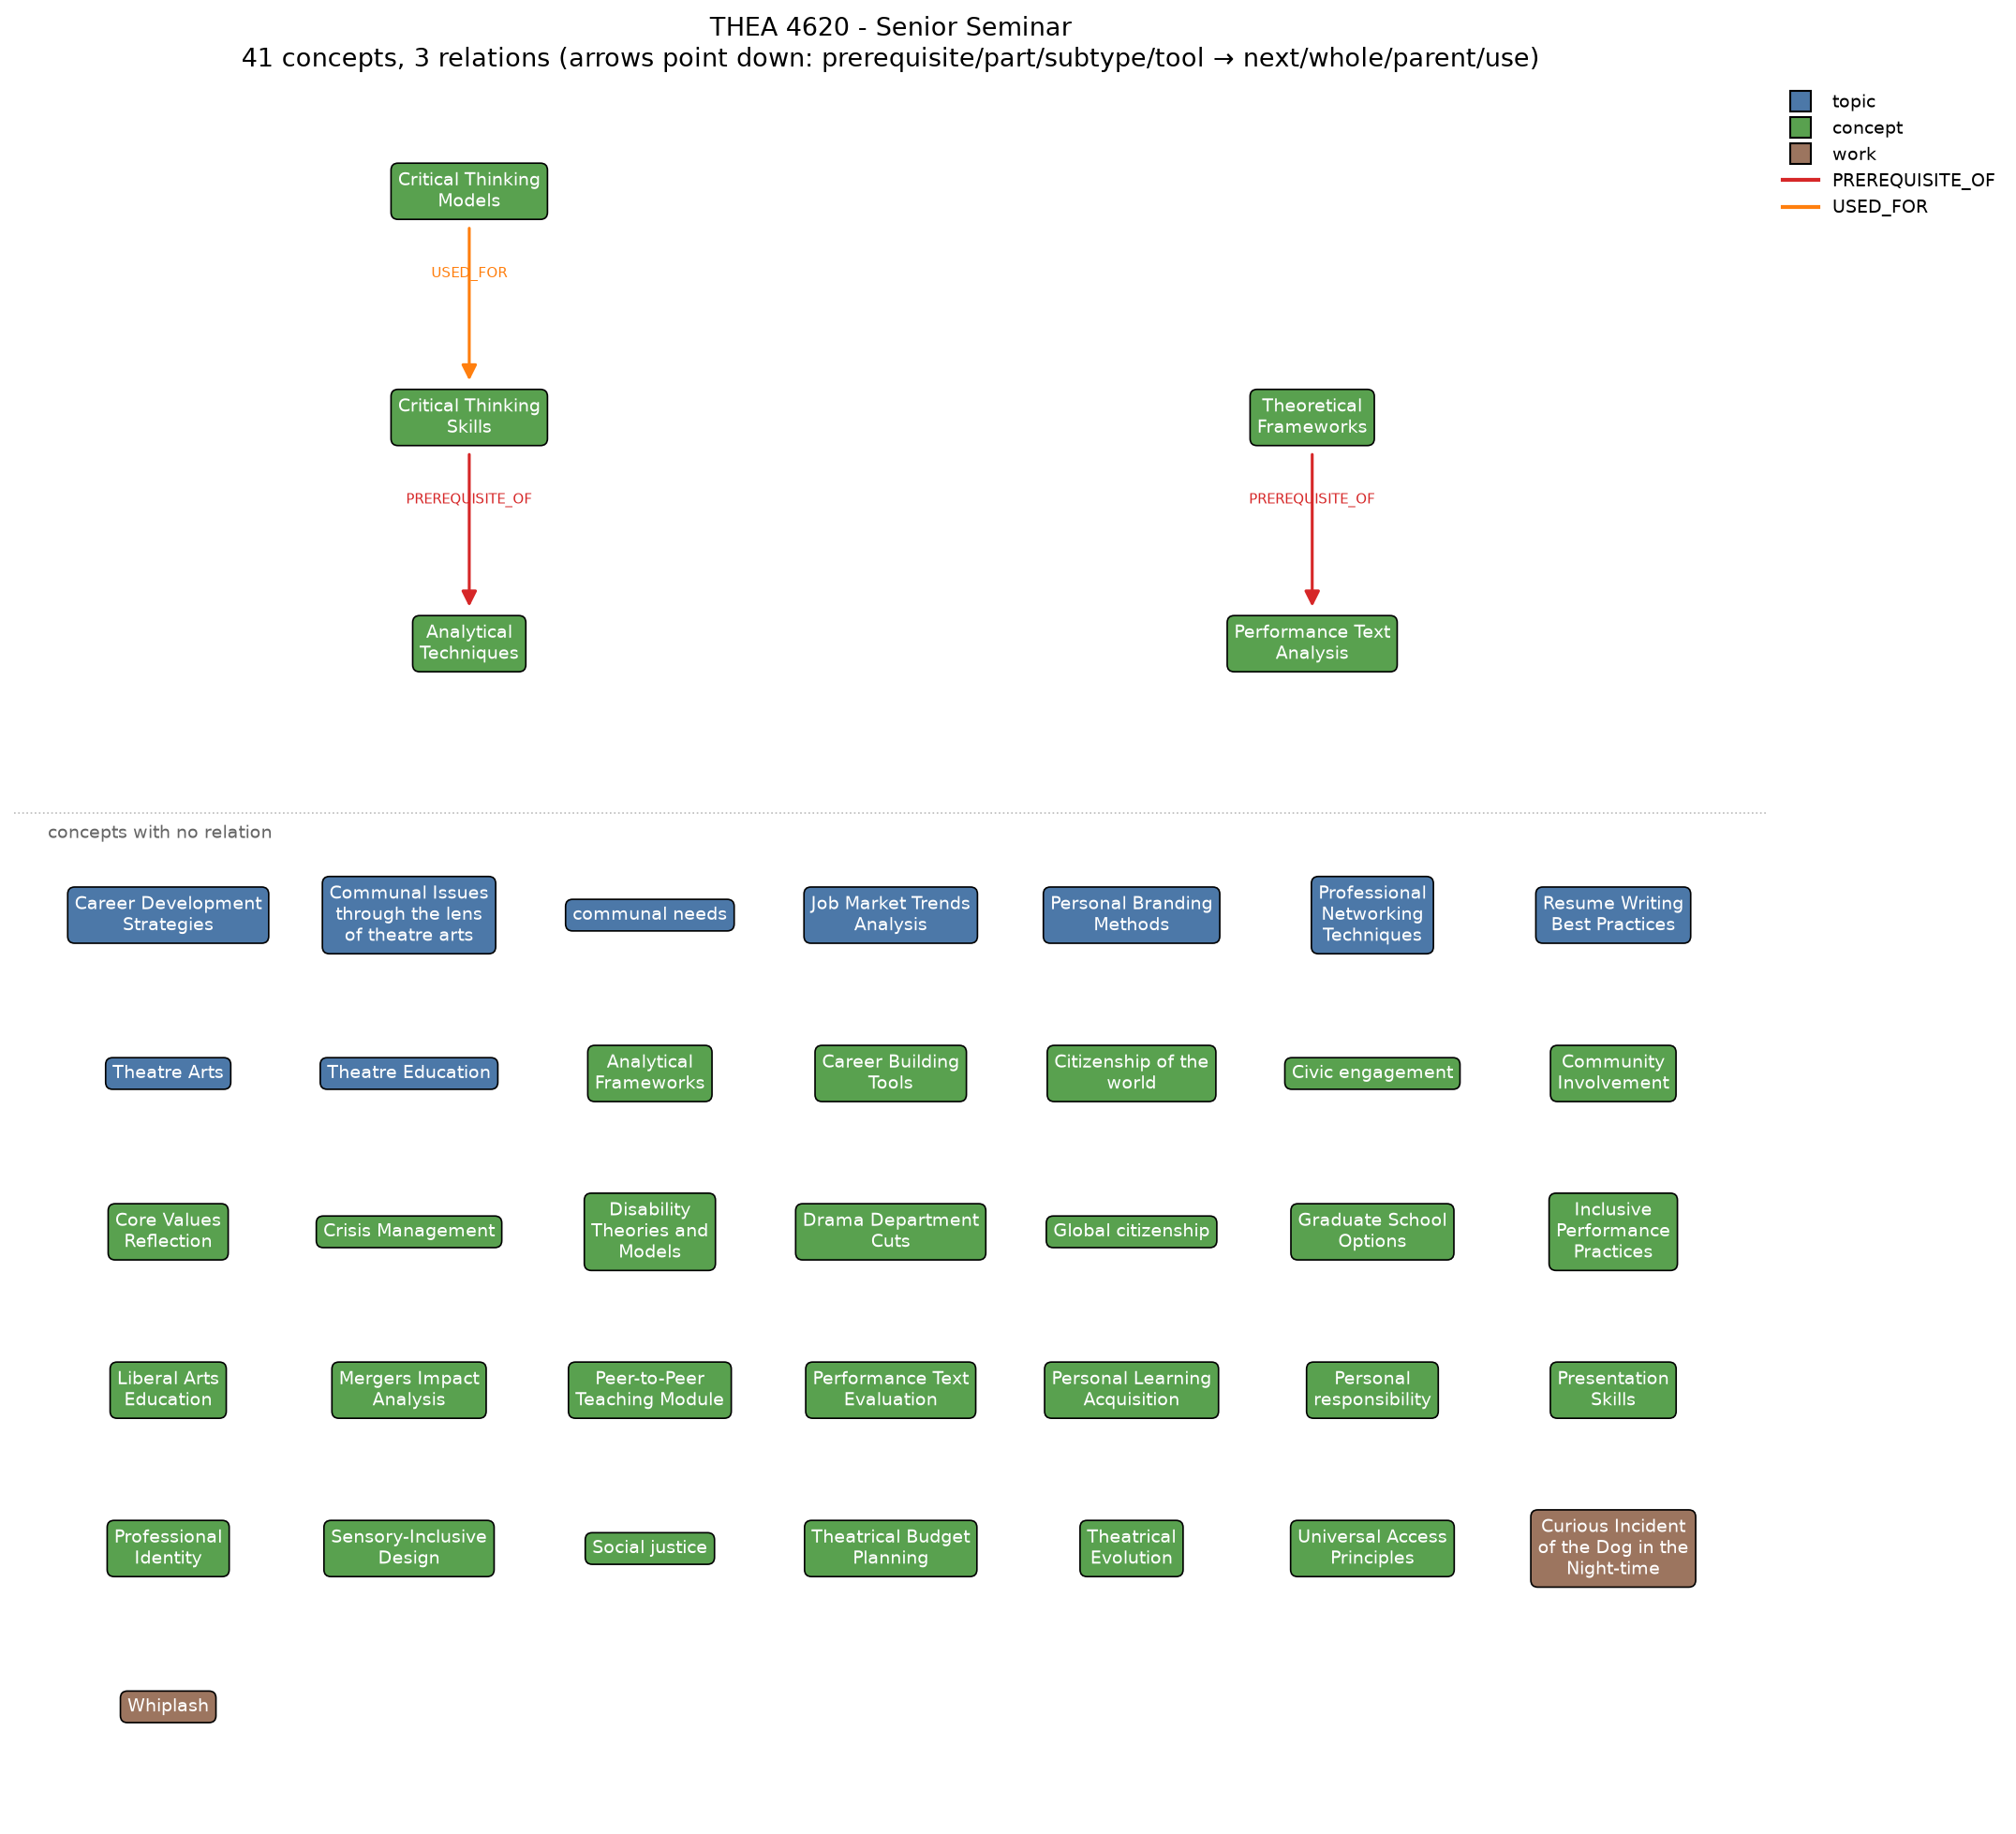 THEA 4620 - Senior Seminar
41 concepts, 3 relations (arrows point down: prerequisite/part/subtype/tool → next/whole/parent/use)
topic
concept
work
PREREQUISITE_OF
USED_FOR
Critical Thinking
Models
USED_FOR
Critical Thinking
Skills
Theoretical
Frameworks
PREREQUISITE_OF
PREREQUISITE_OF
Analytical
Techniques
Performance Text
Analysis
concepts with no relation
Career Development
Strategies
Communal Issues
through the lens
of theatre arts
communal needs
Job Market Trends
Analysis
Personal Branding
Methods
Professional
Networking
Techniques
Resume Writing
Best Practices
Theatre Arts
Theatre Education
Analytical
Frameworks
Career Building
Tools
Citizenship of the
world
Civic engagement
Community
Involvement
Core Values
Reflection
Crisis Management
Disability
Theories and
Models
Drama Department
Cuts
Global citizenship
Graduate School
Options
Inclusive
Performance
Practices
Liberal Arts
Education
Mergers Impact
Analysis
Peer-to-Peer
Teaching Module
Performance Text
Evaluation
Personal Learning
Acquisition
Personal
responsibility
Presentation
Skills
Professional
Identity
Sensory-Inclusive
Design
Social justice
Theatrical Budget
Planning
Theatrical
Evolution
Universal Access
Principles
Curious Incident
of the Dog in the
Night-time
Whiplash